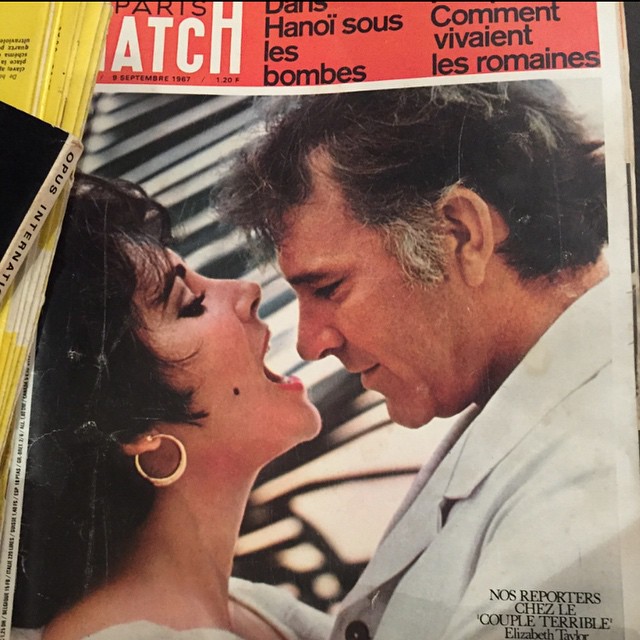 PARIS
MATCH
9 SEPTEMBRE 1967 / 1.20 F
Dans
Hanoï sous
les
bombes
Comment
vivaient
les romaines
OPUS INTERNATI
NOS REPORTERS
CHEZ LE
'COUPLE TERRIBLE'
Elizabeth Taylor